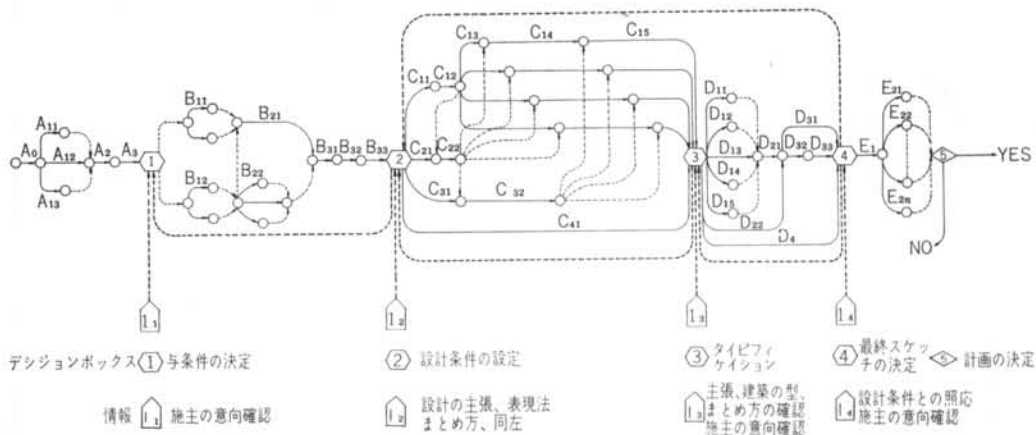 C13 C14 C15
C11 C12
D31
A11
B11 B21
D11
E21
A0 A12 A2 A3 1
B31 B32 B33 2
C21 C22
3
D12
D13 D21 D32 D33 4
E1 E22
5 YES
A13
B12 B22
C31 C32
D14
D15
D22
E2n
C41
D4
NO
I1 I2 I3 I4
デシジョンボックス 1 与条件の決定
2 設計条件の設定
3 タイピフィ
ケイション
4 最終スケッ
チの決定
5 計画の決定
情報 I1 施主の意向確認
I2 設計の主張、表現法
まとめ方、同左
I3 主張、建築の型、
まとめ方の確認
施主の意向確認
I4 設計条件との照応
施主の意向確認